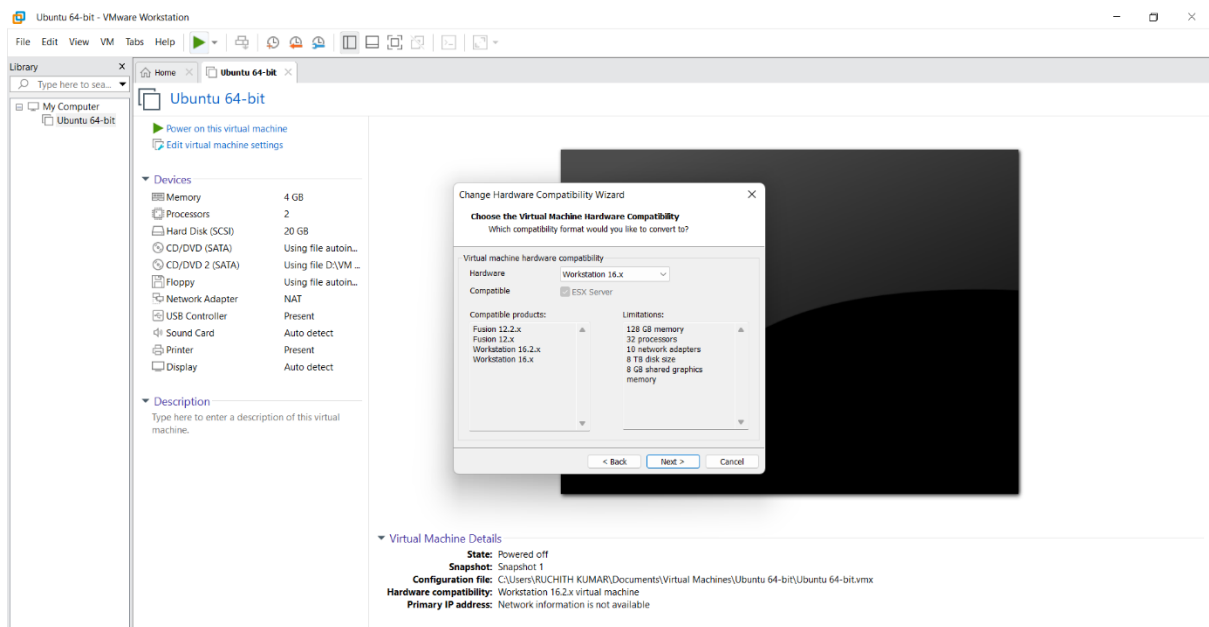 Ubuntu 64-bit - VMware Workstation
File Edit View VM Tabs Help
Library X
Type here to sea...
My Computer
Ubuntu 64-bit
Home
Ubuntu 64-bit
Ubuntu 64-bit
Power on this virtual machine
Edit virtual machine settings
Devices
Memory 4 GB
Processors 2
Hard Disk (SCSI) 20 GB
CD/DVD (SATA) Using file autoin...
CD/DVD 2 (SATA) Using file D:\VM ...
Floppy Using file autoin...
Network Adapter NAT
USB Controller Present
Sound Card Auto detect
Printer Present
Display Auto detect
Description
Type here to enter a description of this virtual
machine.
Change Hardware Compatibility Wizard
Choose the Virtual Machine Hardware Compatibility
Which compatibility format would you like to convert to?
Virtual machine hardware compatibility
Hardware Workstation 16.x
Compatible ESX Server
Compatible products:
Fusion 12.2.x
Fusion 12.x
Workstation 16.2.x
Workstation 16.x
Limitations:
128 GB memory
32 processors
10 network adapters
8 TB disk size
8 GB shared graphics
memory
< Back Next > Cancel
Virtual Machine Details
State: Powered off
Snapshot: Snapshot 1
Configuration file: C:\Users\RUCHITH KUMAR\Documents\Virtual Machines\Ubuntu 64-bit\Ubuntu 64-bit.vmx
Hardware compatibility: Workstation 16.2.x virtual machine
Primary IP address: Network information is not available